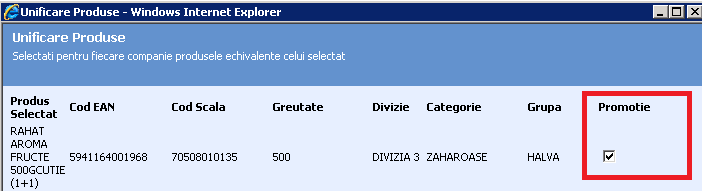 Unificare Produse - Windows Internet Explorer
Unificare Produse
Selectati pentru fiecare companie produsele echivalente celui selectat
Produs Selectat Cod EAN Cod Scala Greutate Divizie Categorie Grupa Promotie
RAHAT
AROMA
FRUCTE 5941164001968 70508010135 500 DIVIZIA 3 ZAHAROASE HALVA
500GCUTIE
(1+1)